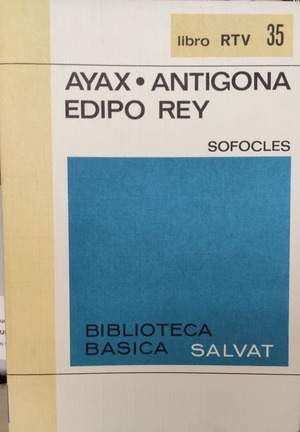 libro RTV 35
AYAX • ANTIGONA
EDIPO REY
SOFOCLES
BIBLIOTECA
BASICA SALVAT